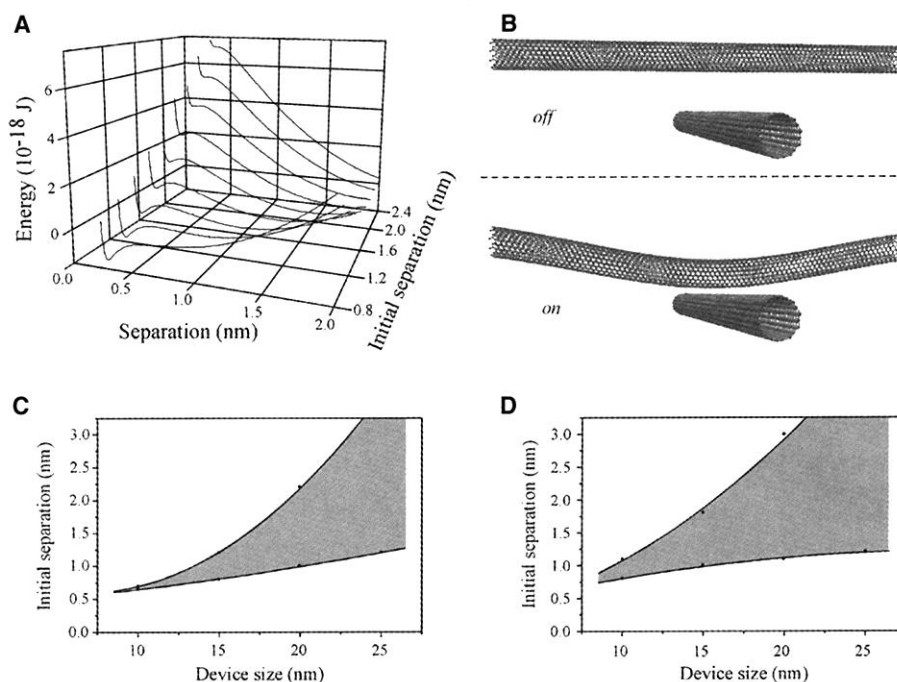 A
Energy (10⁻¹⁸ J)
6
4
2
0
0.0
0.5
1.0
1.5
2.0
Separation (nm)
2.4
2.0
1.6
1.2
0.8
Initial separation (nm)
B
off
on
C
Initial separation (nm)
3.0
2.5
2.0
1.5
1.0
0.5
0.0
10
15
20
25
Device size (nm)
D
Initial separation (nm)
3.0
2.5
2.0
1.5
1.0
0.5
0.0
10
15
20
25
Device size (nm)